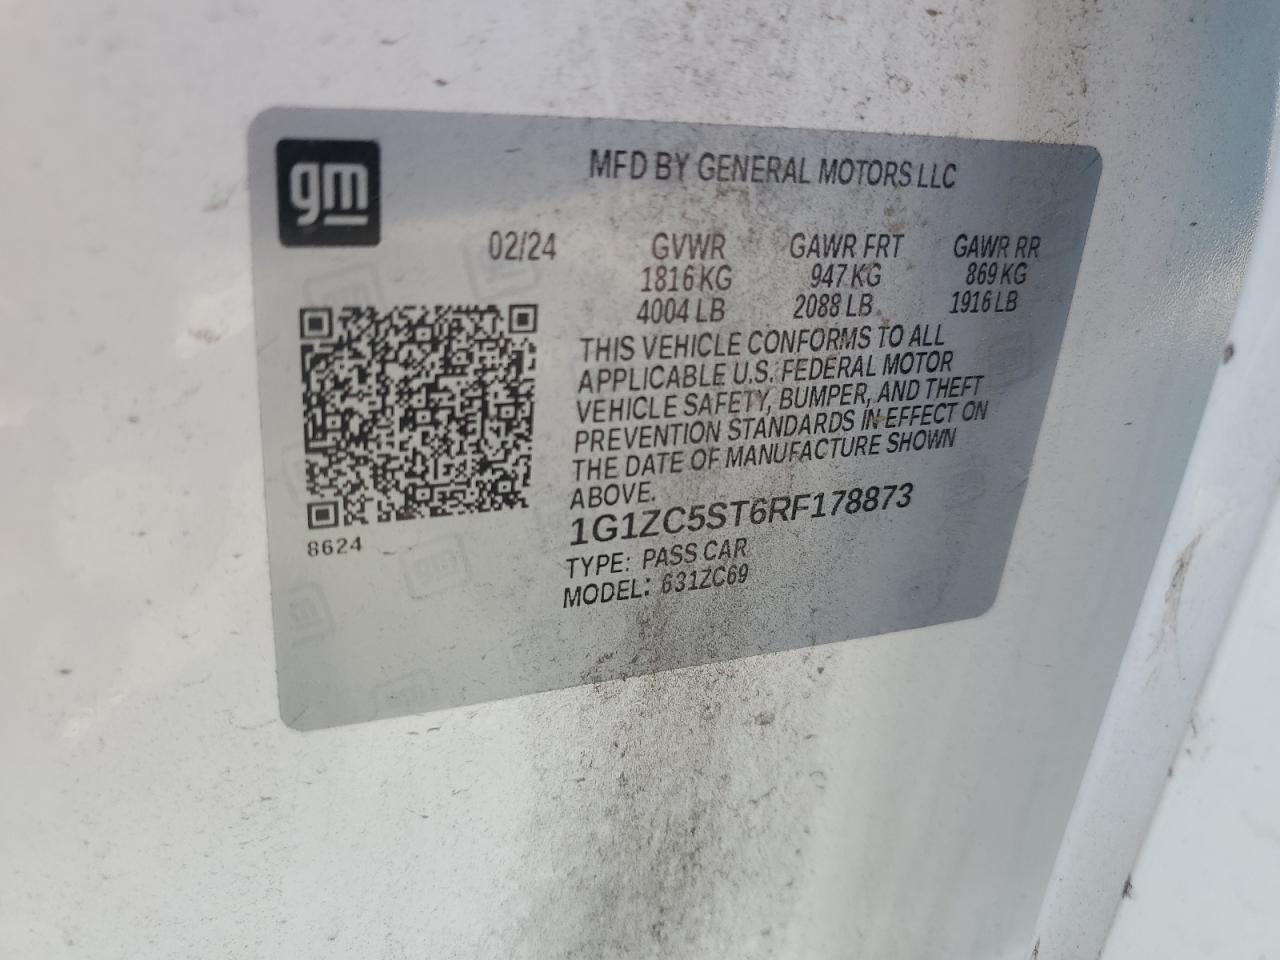 gm
MFD BY GENERAL MOTORS LLC
02/24 GVWR GAWR FRT GAWR RR
1816 KG 947 KG 869 KG
4004 LB 2088 LB 1916 LB
THIS VEHICLE CONFORMS TO ALL
APPLICABLE U.S. FEDERAL MOTOR
VEHICLE SAFETY, BUMPER, AND THEFT
PREVENTION STANDARDS IN EFFECT ON
THE DATE OF MANUFACTURE SHOWN
ABOVE.
1G1ZC5ST6RF178873
8624
TYPE: PASS CAR
MODEL: 631ZC69